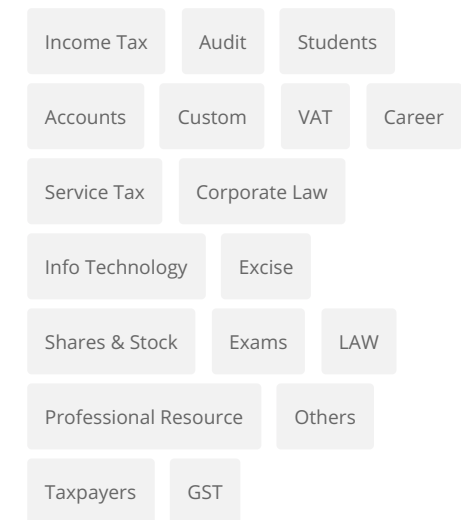 Income Tax Audit Students
Accounts Custom VAT Career
Service Tax Corporate Law
Info Technology Excise
Shares & Stock Exams LAW
Professional Resource Others
Taxpayers GST